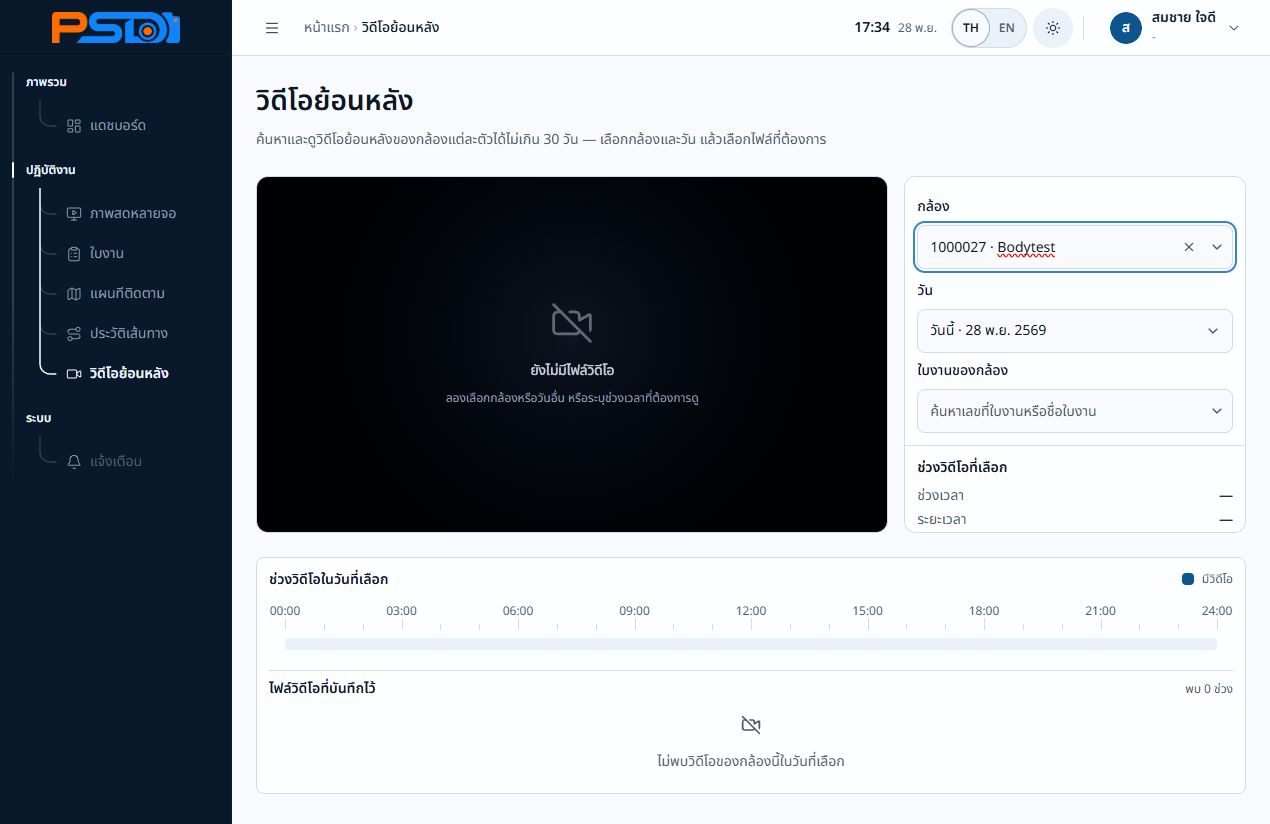 PSDI
ภาพรวม
แดชบอร์ด
ปฏิบัติงาน
ภาพสดหลายจอ
ใบงาน
แผนที่ติดตาม
ประวัติเส้นทาง
วิดีโอย้อนหลัง
ระบบ
แจ้งเตือน
หน้าแรก › วิดีโอย้อนหลัง
17:34 28 พ.ย.
TH EN
ส
สมชาย ใจดี
-
วิดีโอย้อนหลัง
ค้นหาและดูวิดีโอย้อนหลังของกล้องแต่ละตัวได้ไม่เกิน 30 วัน — เลือกกล้องและวัน แล้วเลือกไฟล์ที่ต้องการ
ยังไม่มีไฟล์วิดีโอ
ลองเลือกกล้องหรือวันอื่น หรือระบุช่วงเวลาที่ต้องการดู
กล้อง
1000027 · Bodytest
วัน
วันนี้ · 28 พ.ย. 2569
ใบงานของกล้อง
ค้นหาเลขที่ใบงานหรือชื่อใบงาน
ช่วงวิดีโอที่เลือก
ช่วงเวลา —
ระยะเวลา —
ช่วงวิดีโอในวันที่เลือก
มีวิดีโอ
00:00 03:00 06:00 09:00 12:00 15:00 18:00 21:00 24:00
ไฟล์วิดีโอที่บันทึกไว้
พบ 0 ช่วง
ไม่พบวิดีโอของกล้องนี้ในวันที่เลือก